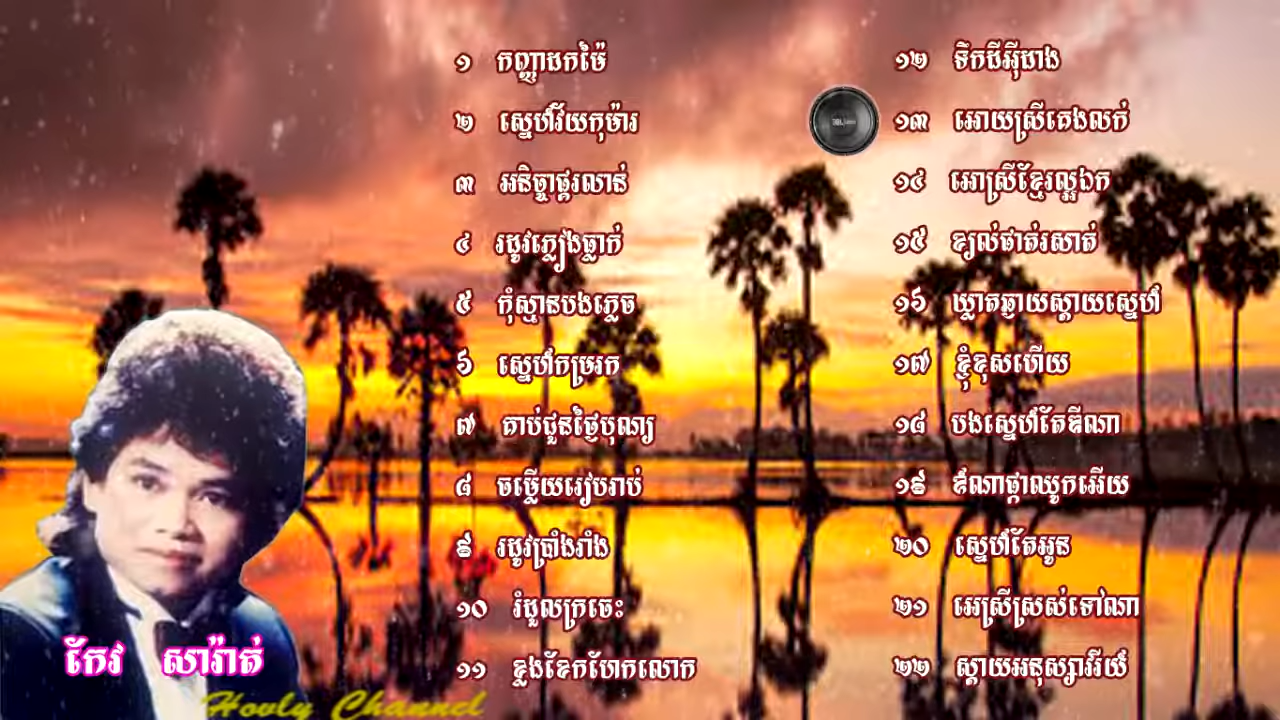 ១ កញ្ញាដកម៉ៃ
២ ស្នេហ៍វ័យកុម៉ារ
៣ អនិច្ចាផ្គរលាន់
៤ រដូវភ្លៀងធ្លាក់
៥ កុំស្មានបងភ្លេច
៦ ស្នេហ៍កម្ររក
៧ គាប់ជួនថ្ងៃបុណ្យ
៨ ចម្លើយរៀបរាប់
៩ រដូវប្រាំងរាំង
១០ រំដួលក្រចេះ
១១ ខ្លងខែកហែកលោក
១២ ទឹកដីអ៊ីជាង
១៣ អោយស្រីគេងលក់
១៤ អោស្រីខ្មែរល្អឯក
១៥ ខ្យល់ផាត់រសាត់
១៦ ឃ្លាតឆ្ងាយស្តាយស្នេហ៍
១៧ ខ្ញុំខុសហើយ
១៨ បងស្នេហ៍តែឌីណា
១៩ ឪណាផ្កាឈូកអើយ
២០ ស្នេហ៍តែអូន
២១ អេស្រីស្រស់ទៅណា
២២ ស្តាយអនុស្សាវរីយ៍
កែវ សារ៉ាត់
Hovly Channel